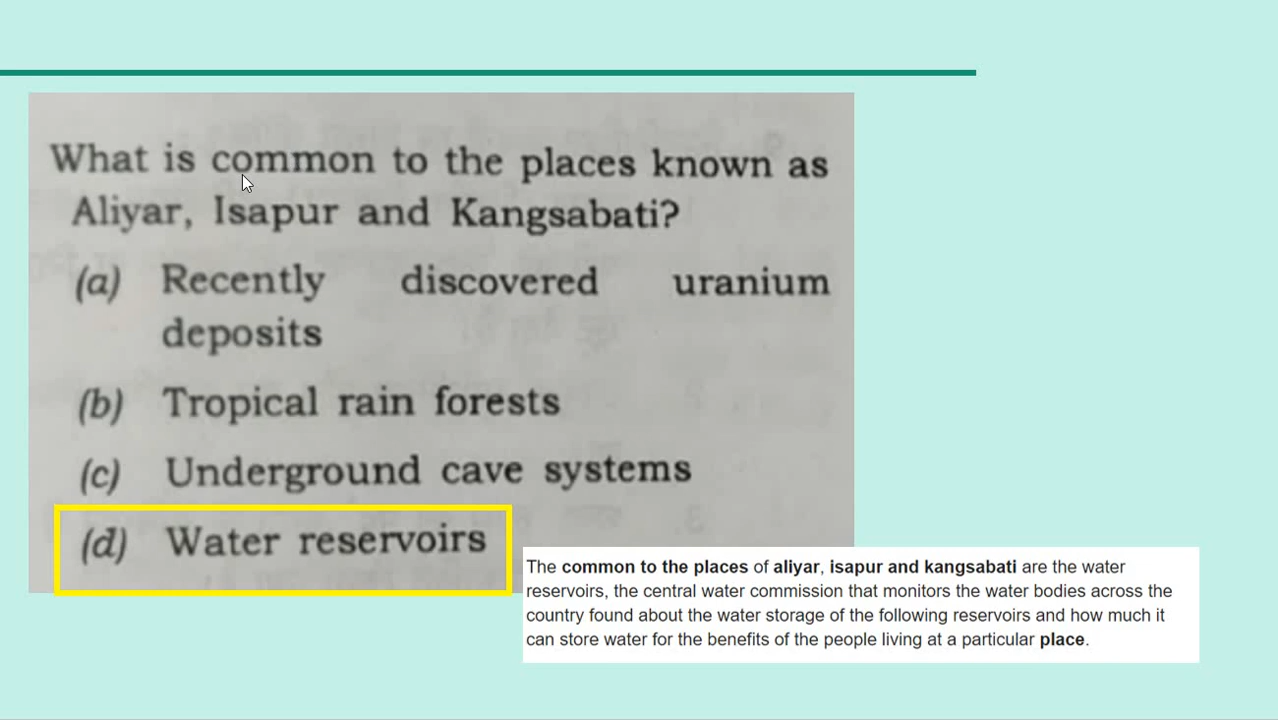 What is common to the places known as
Aliyar, Isapur and Kangsabati?
(a) Recently discovered uranium
deposits
(b) Tropical rain forests
(c) Underground cave systems
(d) Water reservoirs
The common to the places of aliyar, isapur and kangsabati are the water
reservoirs, the central water commission that monitors the water bodies across the
country found about the water storage of the following reservoirs and how much it
can store water for the benefits of the people living at a particular place.